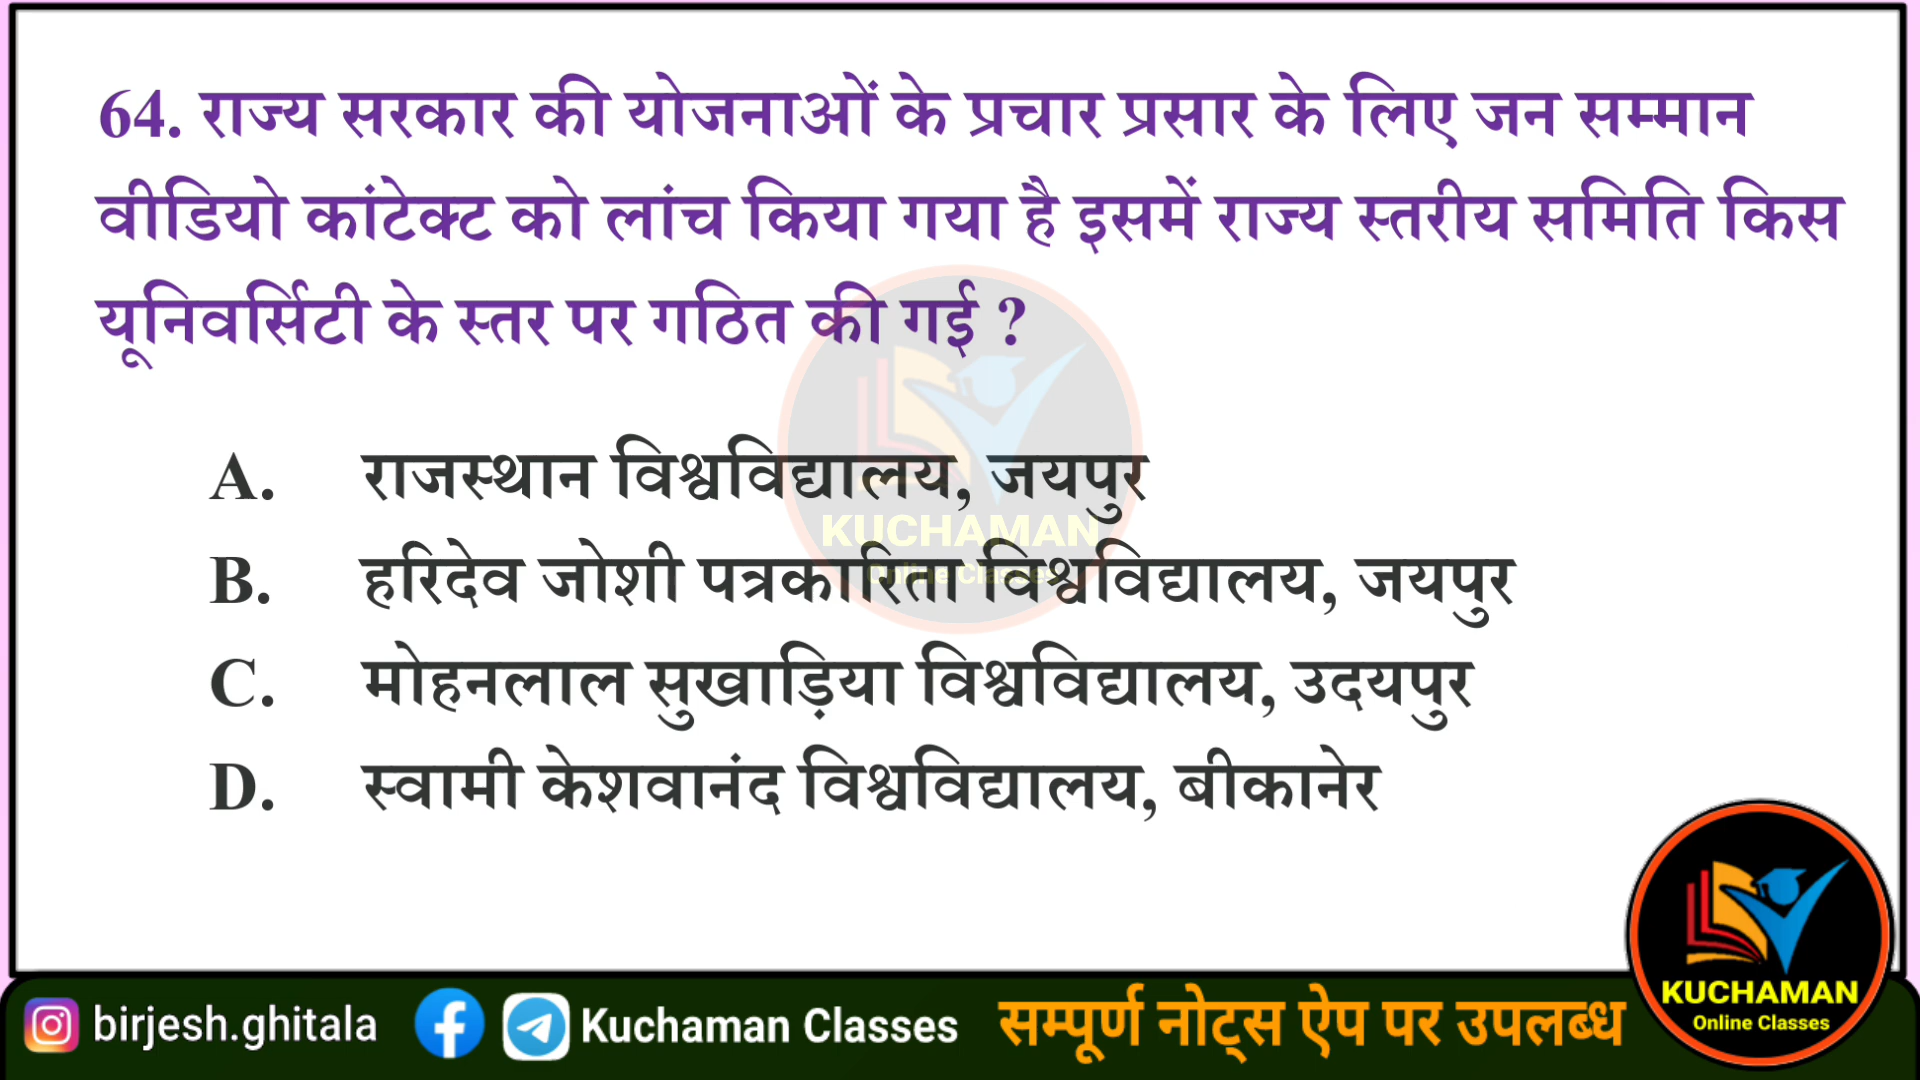 64. राज्य सरकार की योजनाओं के प्रचार प्रसार के लिए जन सम्मान
वीडियो कांटेक्ट को लांच किया गया है इसमें राज्य स्तरीय समिति किस
यूनिवर्सिटी के स्तर पर गठित की गई ?
A. राजस्थान विश्वविद्यालय, जयपुर
KUCHAMAN
B. हरिदेव जोशी पत्रकारिता विश्वविद्यालय, जयपुर
Online Classes
C. मोहनलाल सुखाड़िया विश्वविद्यालय, उदयपुर
D. स्वामी केशवानंद विश्वविद्यालय, बीकानेर
KUCHAMAN
Online Classes
birjesh.ghitala Kuchaman Classes सम्पूर्ण नोट्स ऐप पर उपलब्ध